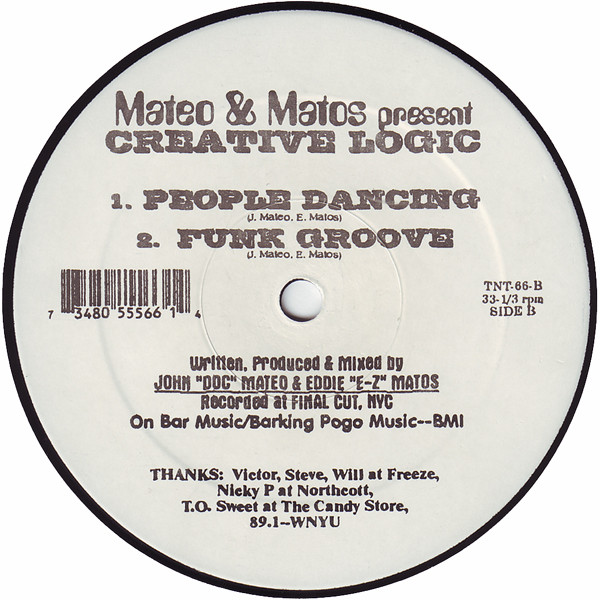 Mateo & Matos present
CREATIVE LOGIC
1. PEOPLE DANCING
(J. Mateo, E. Matos)
2. FUNK GROOVE
(J. Mateo, E. Matos)
7 3480 55566 1 4
TNT-66-B
33-1/3 rpm
SIDE B
Written, Produced & Mixed by
JOHN "DOC" MATEO & EDDIE "E-Z" MATOS
Recorded at FINAL CUT, NYC
On Bar Music/Barking Pogo Music--BMI
THANKS: Victor, Steve, Will at Freeze,
Nicky P at Northcott,
T.O. Sweet at The Candy Store,
89.1--WNYU